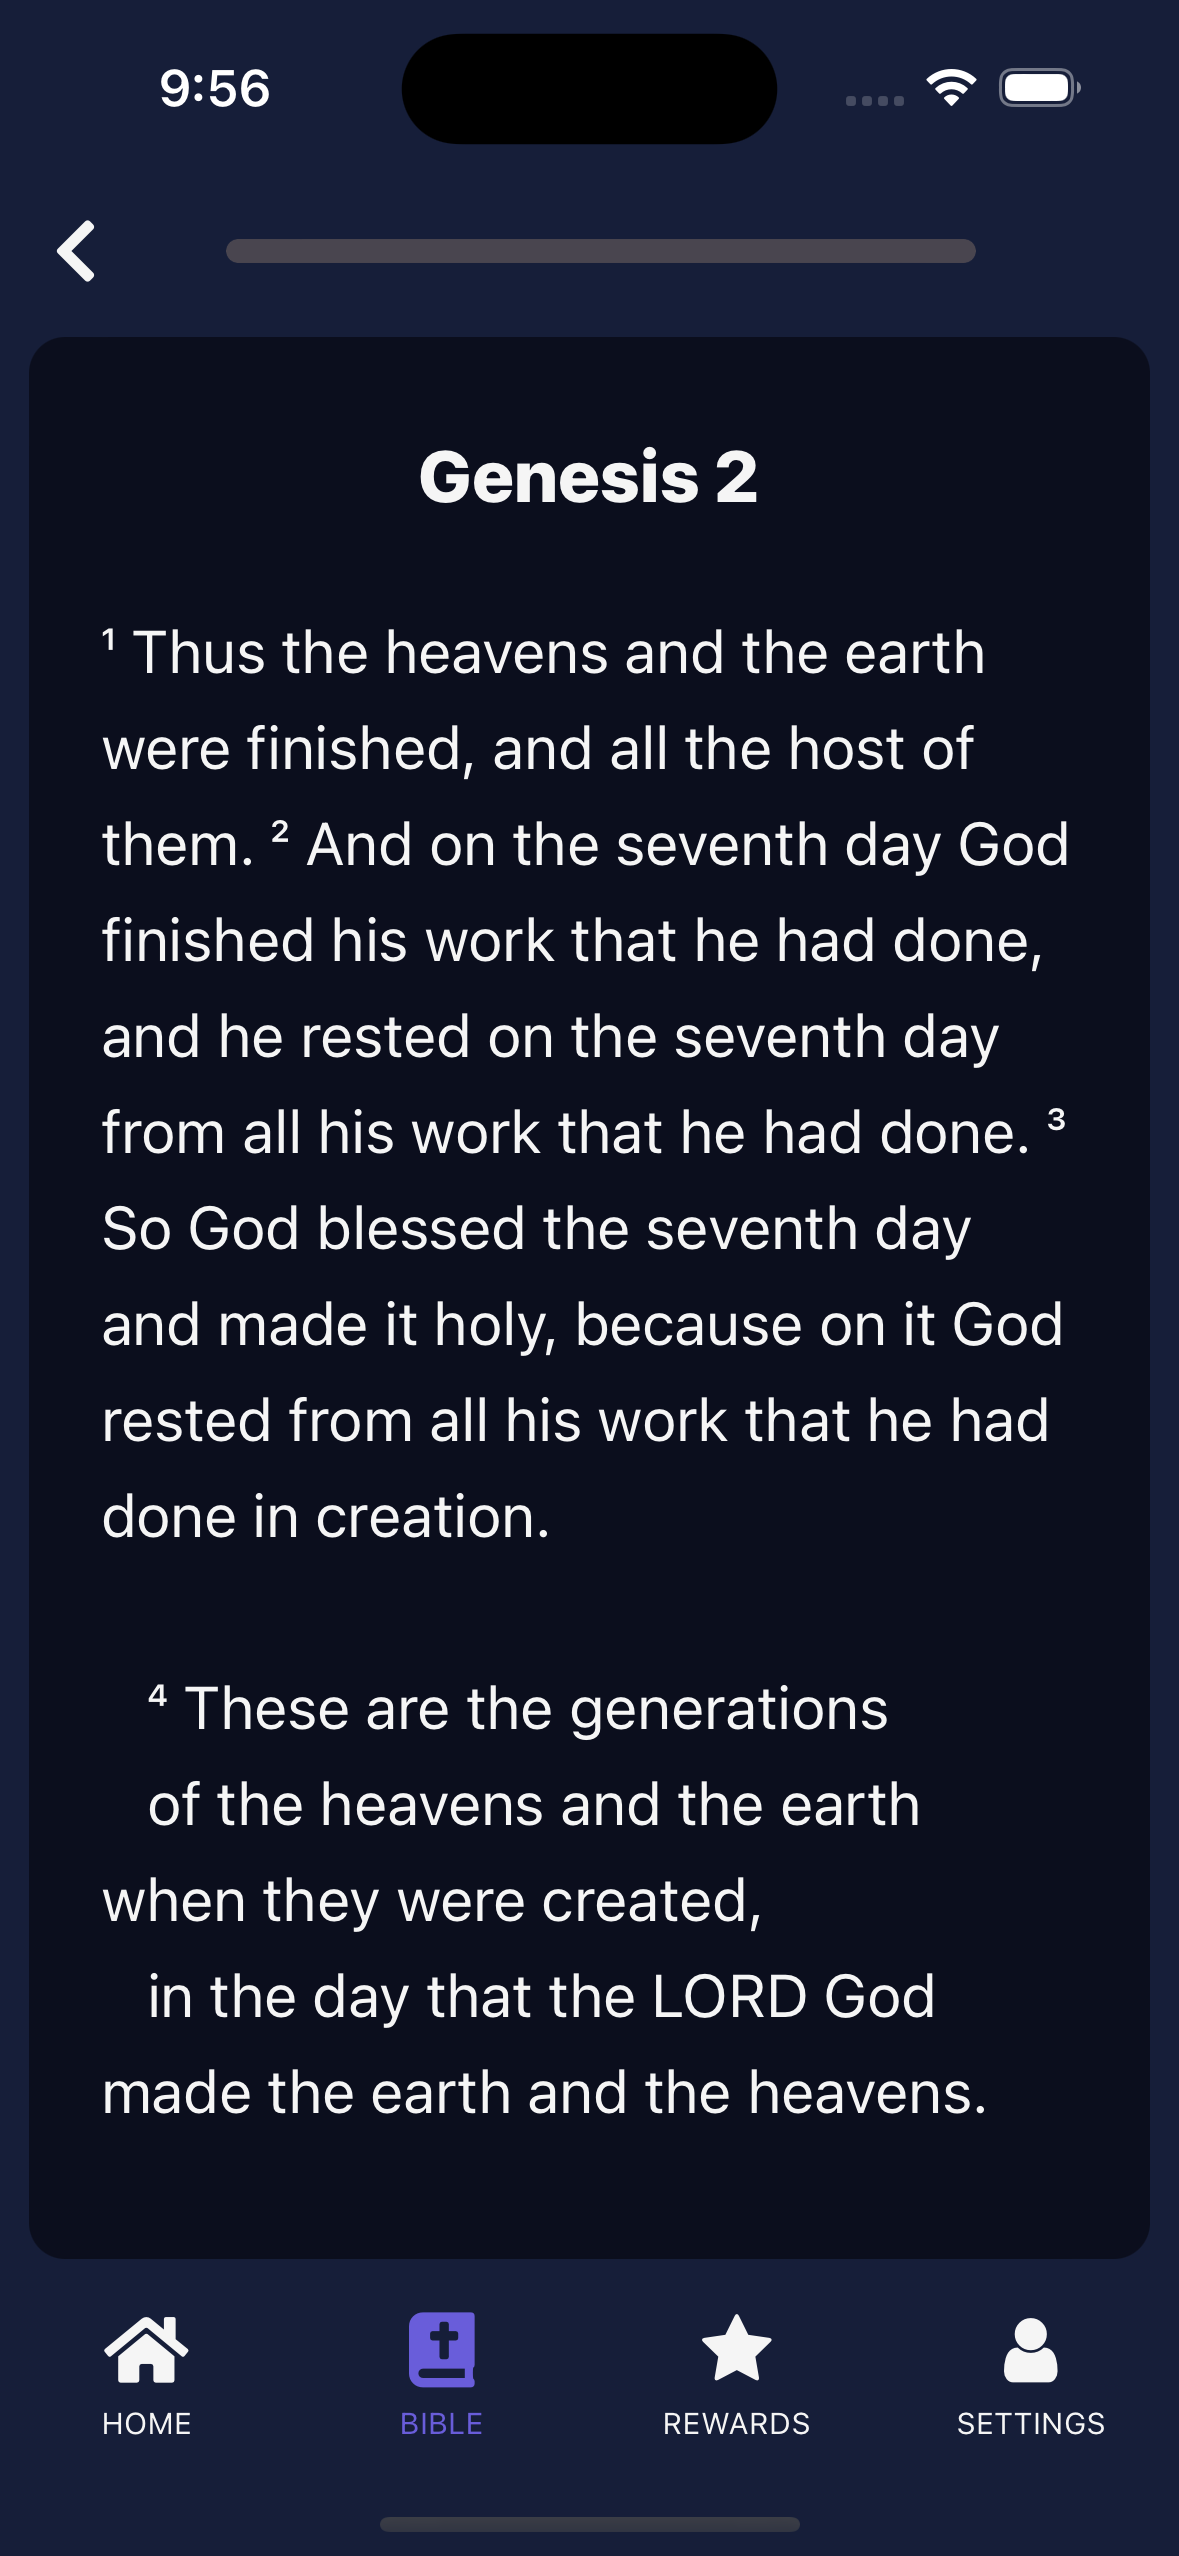 9:56
Genesis 2
¹ Thus the heavens and the earth
were finished, and all the host of
them. ² And on the seventh day God
finished his work that he had done,
and he rested on the seventh day
from all his work that he had done. ³
So God blessed the seventh day
and made it holy, because on it God
rested from all his work that he had
done in creation.
⁴ These are the generations
of the heavens and the earth
when they were created,
in the day that the LORD God
made the earth and the heavens.
HOME BIBLE REWARDS SETTINGS